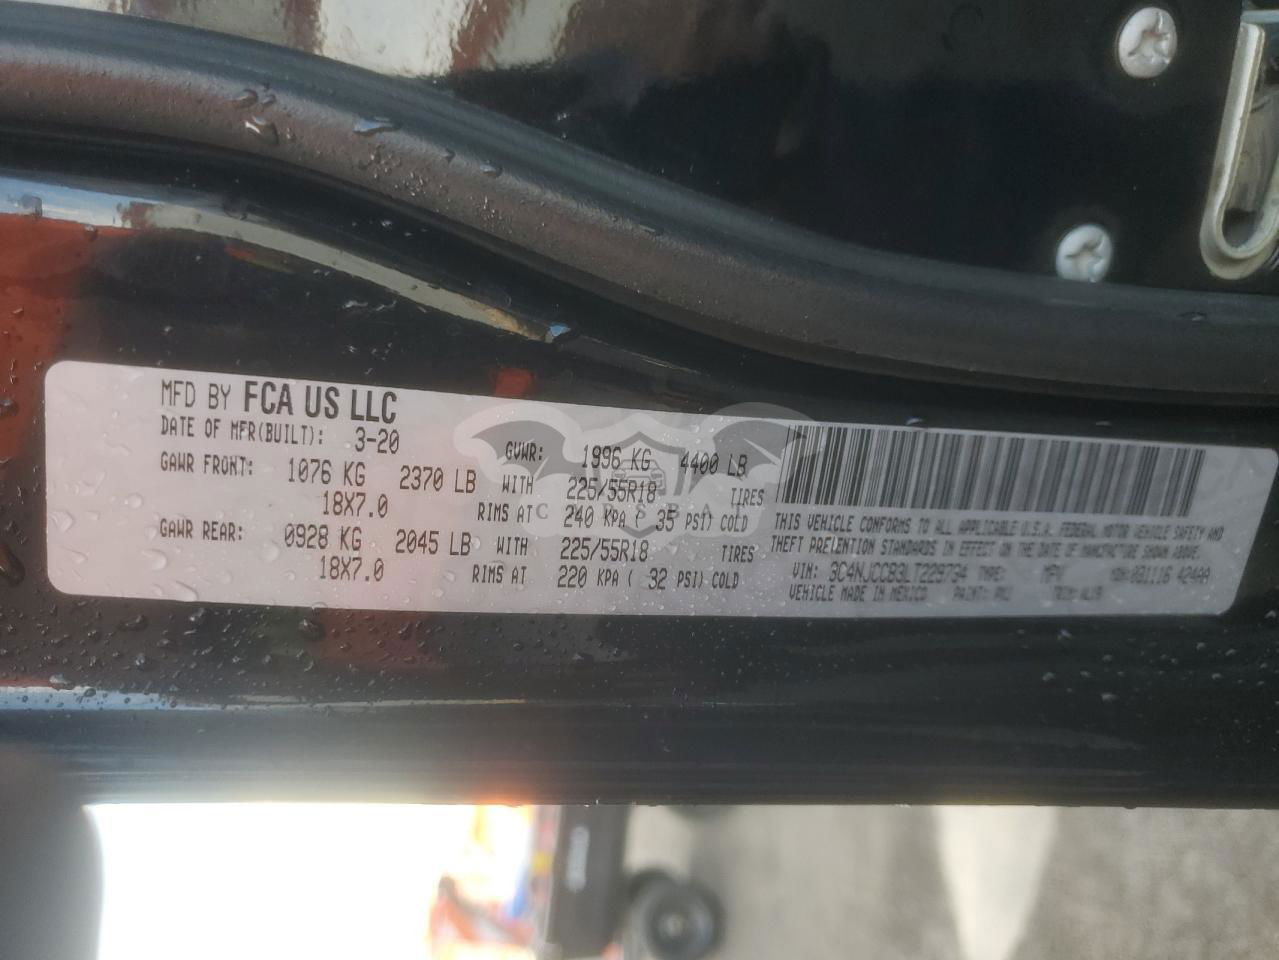 MFD BY FCA US LLC
DATE OF MFR(BUILT): 3-20 GVWR: 1996 KG 4400 LB
GAWR FRONT: 1076 KG 2370 LB WITH 225/55R18 TIRES
18X7.0 RIMS AT 240 KPA ( 35 PSI) COLD
GAWR REAR: 0928 KG 2045 LB WITH 225/55R18 TIRES
18X7.0 RIMS AT 220 KPA ( 32 PSI) COLD
THIS VEHICLE CONFORMS TO ALL APPLICABLE U.S.A. FEDERAL MOTOR VEHICLE SAFETY AND
THEFT PREVENTION STANDARDS IN EFFECT ON THE DATE OF MANUFACTURE SHOWN ABOVE.
VIN: TYPE: MPV MDH:
VEHICLE MADE IN MEXICO PAINT: TRIM: